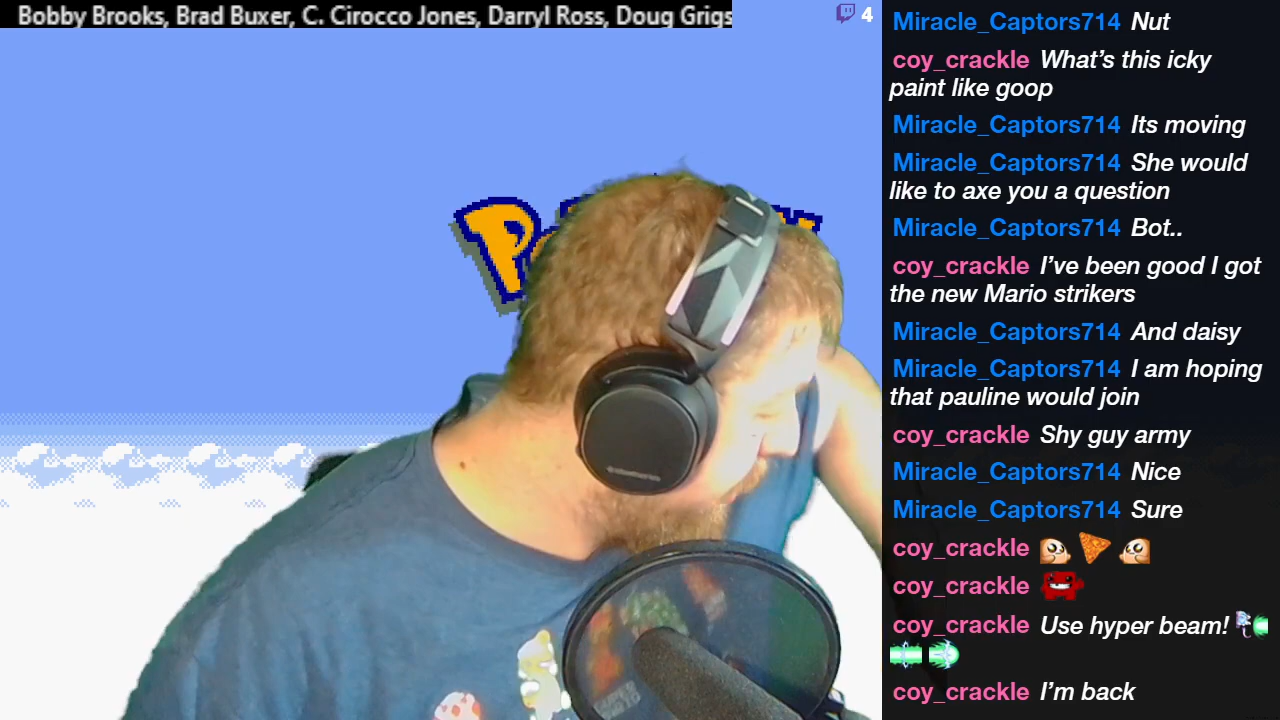 Bobby Brooks, Brad Buxer, C. Cirocco Jones, Darryl Ross, Doug Grigs
4
Miracle_Captors714 Nut
coy_crackle What's this icky
paint like goop
Miracle_Captors714 Its moving
Miracle_Captors714 She would
like to axe you a question
Miracle_Captors714 Bot..
coy_crackle I've been good I got
the new Mario strikers
Miracle_Captors714 And daisy
Miracle_Captors714 I am hoping
that pauline would join
coy_crackle Shy guy army
Miracle_Captors714 Nice
Miracle_Captors714 Sure
coy_crackle
coy_crackle
coy_crackle Use hyper beam!
coy_crackle I'm back